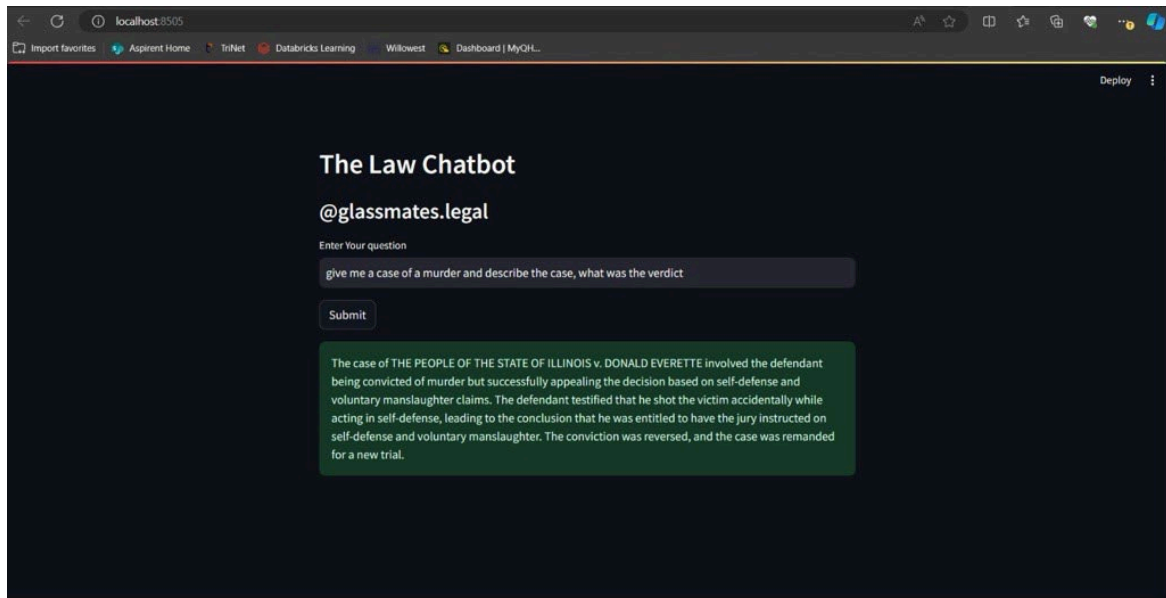 localhost:8505
Import favorites Aspirent Home TriNet Databricks Learning Willowest Dashboard | MyQH...
Deploy
The Law Chatbot
@glassmates.legal
Enter Your question
give me a case of a murder and describe the case, what was the verdict
Submit
The case of THE PEOPLE OF THE STATE OF ILLINOIS v. DONALD EVERETTE involved the defendant
being convicted of murder but successfully appealing the decision based on self-defense and
voluntary manslaughter claims. The defendant testified that he shot the victim accidentally while
acting in self-defense, leading to the conclusion that he was entitled to have the jury instructed on
self-defense and voluntary manslaughter. The conviction was reversed, and the case was remanded
for a new trial.